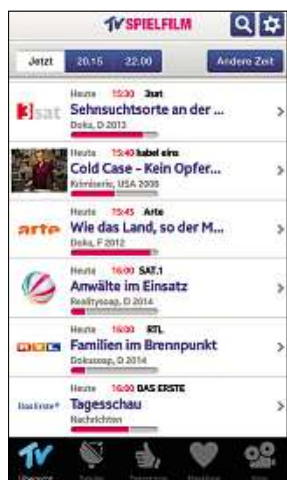 TV SPIELFILM
Jetzt 20.15 22.00 Andere Zeit
Heute 15:30 3sat
3sat Sehnsuchtsorte an der ...
Doku, D 2013
Heute 15:40 kabel eins
Cold Case - Kein Opfer...
Krimiserie, USA 2008
Heute 15:45 Arte
arte Wie das Land, so der M...
Doku, F 2012
Heute 16:00 SAT.1
Anwälte im Einsatz
Realitysoap, D 2014
Heute 16:00 RTL
RTL Familien im Brennpunkt
Dokusoap, D 2014
Heute 16:00 DAS ERSTE
Das Erste Tagesschau
Nachrichten
TV
Übersicht